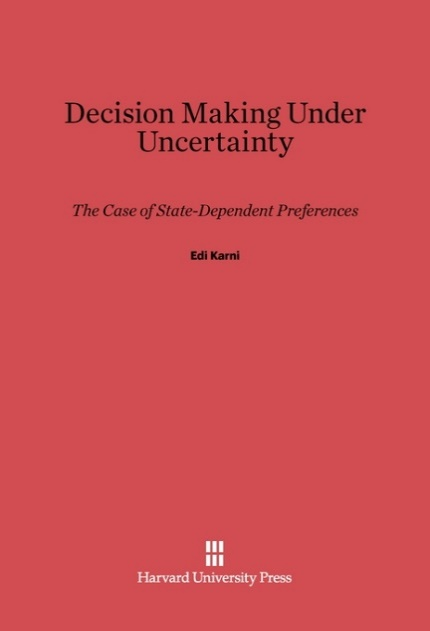 Decision Making Under
Uncertainty
The Case of State-Dependent Preferences
Edi Karni
Harvard University Press